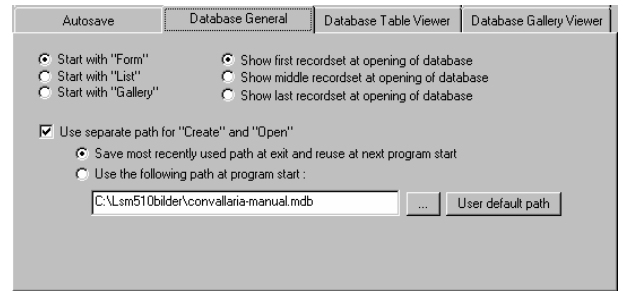 Autosave
Database General
Database Table Viewer
Database Gallery Viewer
Start with "Form"
Show first recordset at opening of database
Start with "List"
Show middle recordset at opening of database
Start with "Gallery"
Show last recordset at opening of database
Use separate path for "Create" and "Open"
Save most recently used path at exit and reuse at next program start
Use the following path at program start :
C:\Lsm510bilder\convallaria-manual.mdb
...
User default path